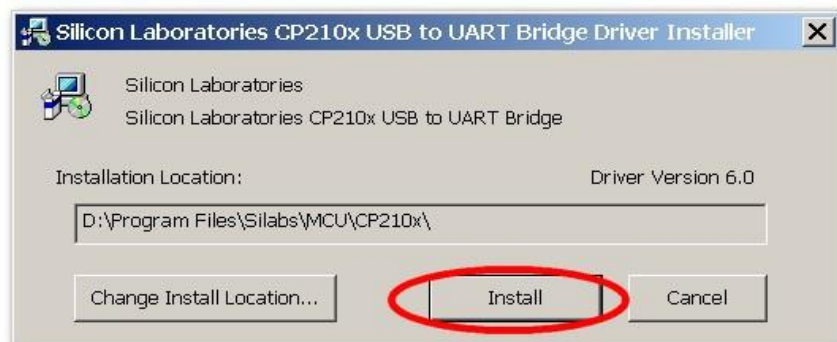 Silicon Laboratories CP210x USB to UART Bridge Driver Installer
Silicon Laboratories
Silicon Laboratories CP210x USB to UART Bridge
Installation Location: Driver Version 6.0
D:\Program Files\Silabs\MCU\CP210x\
Change Install Location... Install Cancel